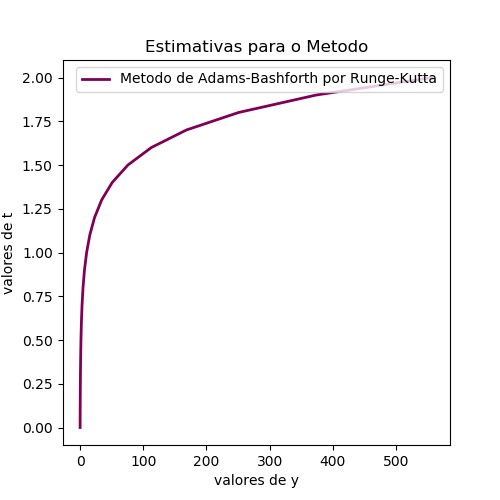 Estimativas para o Metodo
Metodo de Adams-Bashforth por Runge-Kutta
2.00
1.75
1.50
1.25
1.00
0.75
0.50
0.25
0.00
valores de t
0 100 200 300 400 500
valores de y